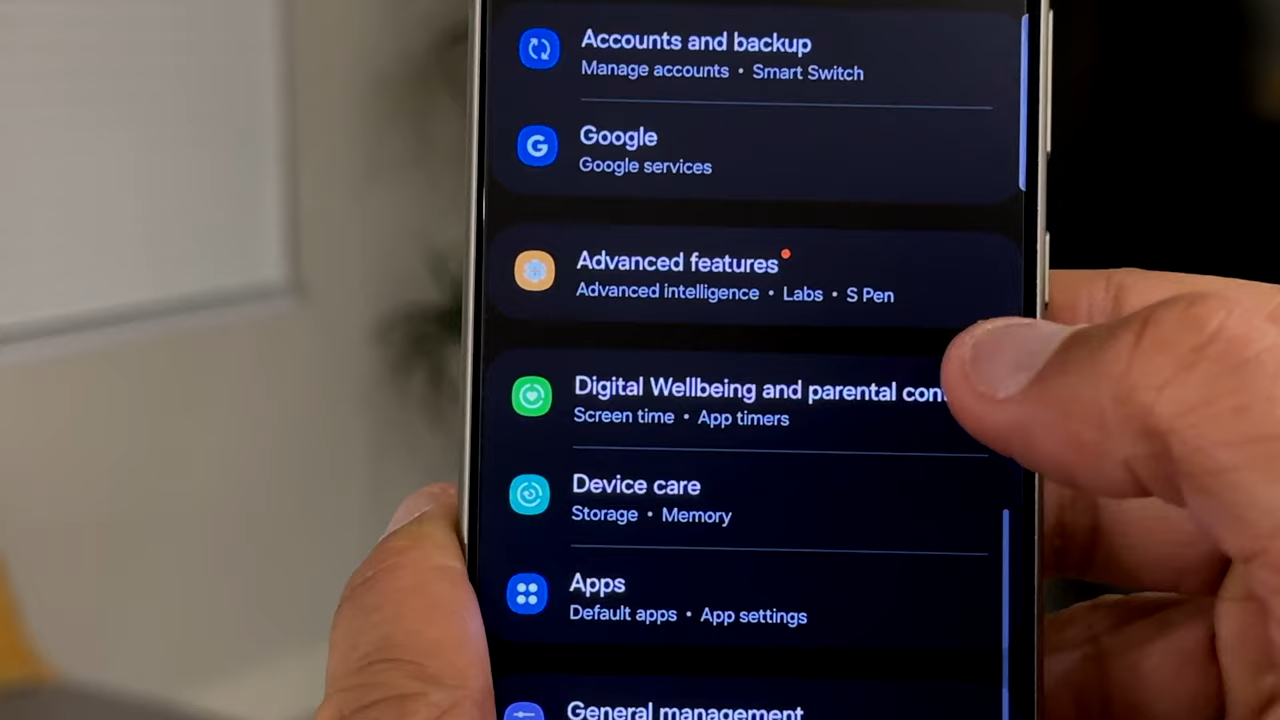 Accounts and backup
Manage accounts • Smart Switch
G
Google
Google services
Advanced features
Advanced intelligence • Labs • S Pen
Digital Wellbeing and parental
Screen time • App timers
Device care
Storage • Memory
Apps
Default apps • App settings
General management